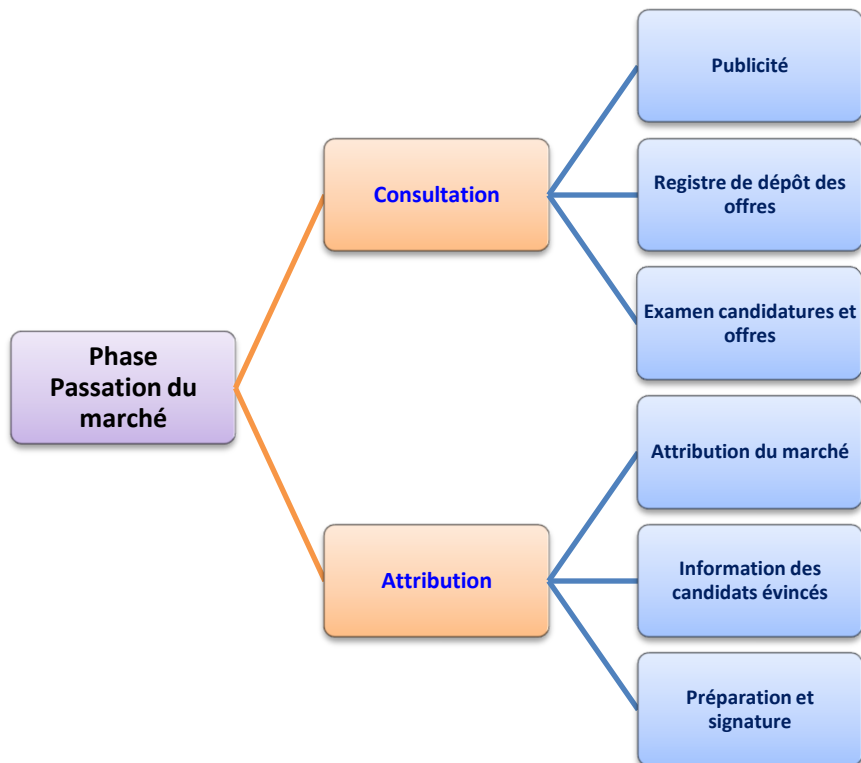 Publicité
Consultation
Registre de dépôt des
offres
Examen candidatures et
offres
Phase
Passation du
marché
Attribution du marché
Attribution
Information des
candidats évincés
Préparation et
signature